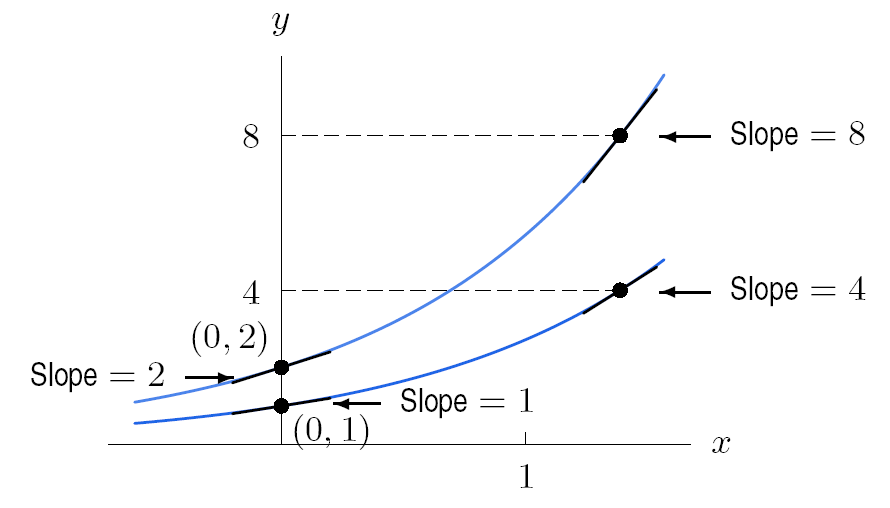 y
8
Slope = 8
4
Slope = 4
(0, 2)
Slope = 2
Slope = 1
(0, 1)
x
1